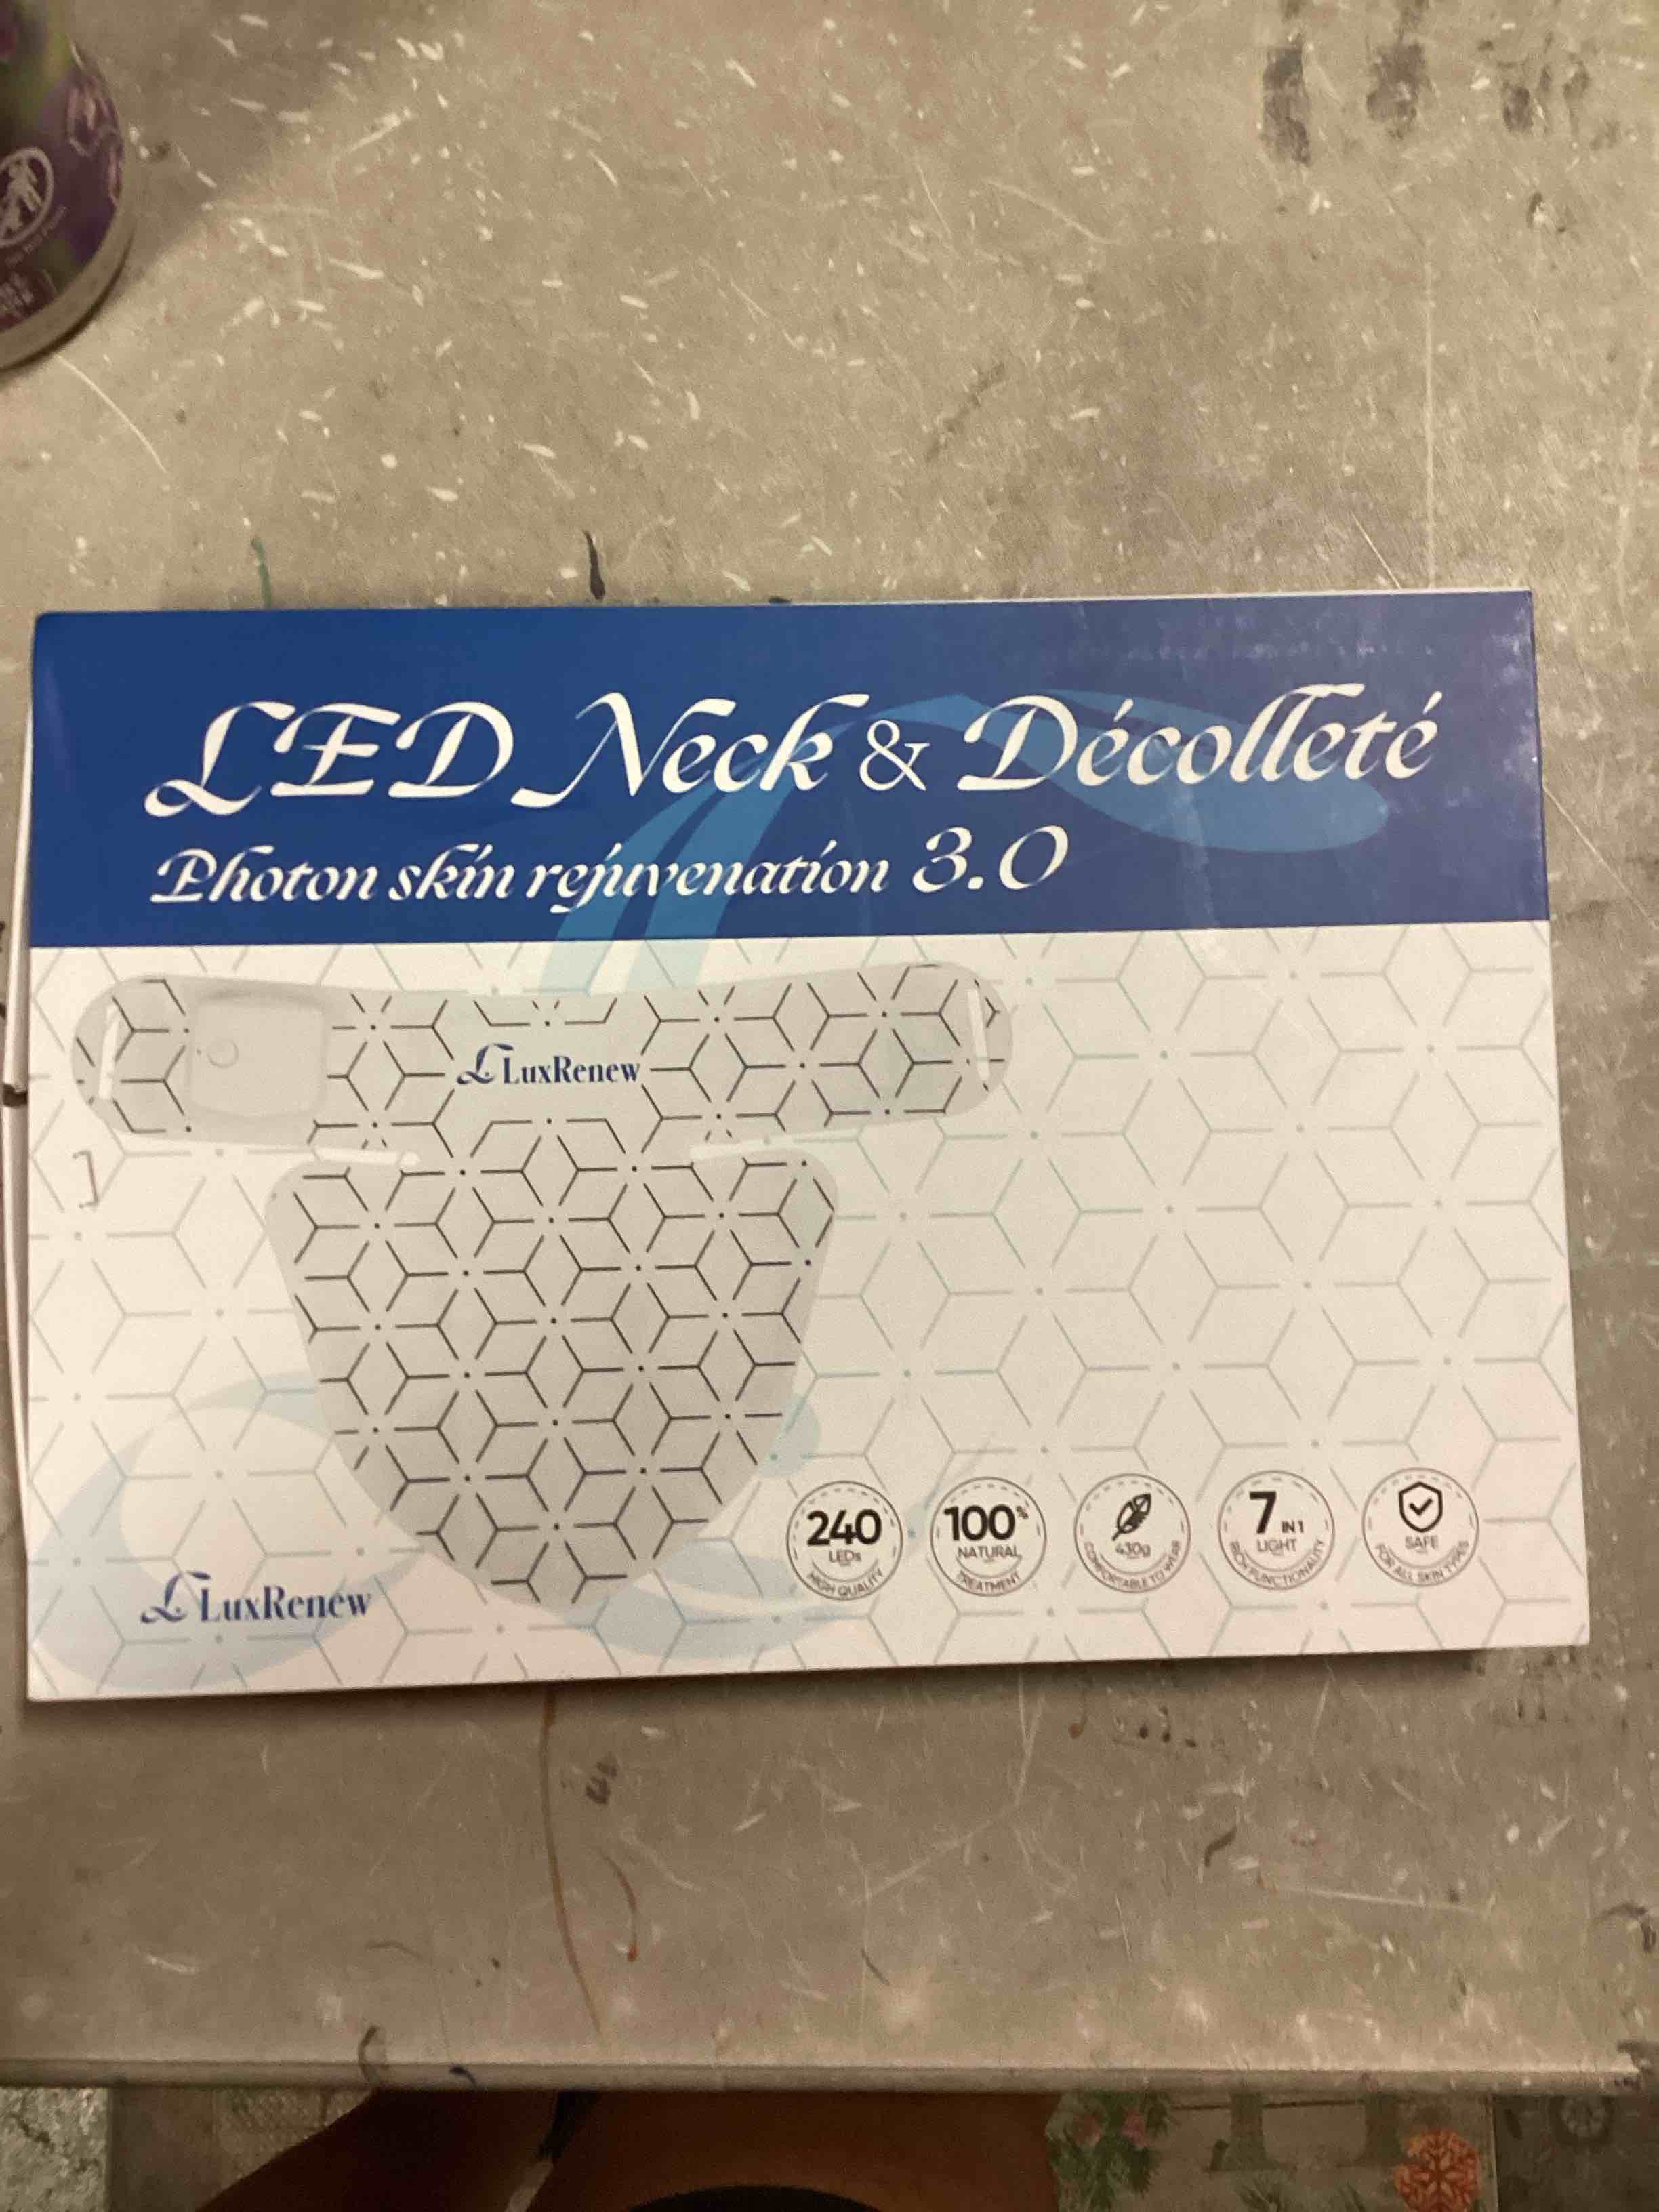 LED Neck & Décolleté
Photon skin rejuvenation 3.0
LuxRenew
LuxRenew
240
LEDs
HIGH QUALITY
100%
NATURAL
TREATMENT
430g
COMFORTABLE TO WEAR
7 IN 1
LIGHT
RICH FUNCTIONALITY
SAFE
FOR ALL SKIN TYPES